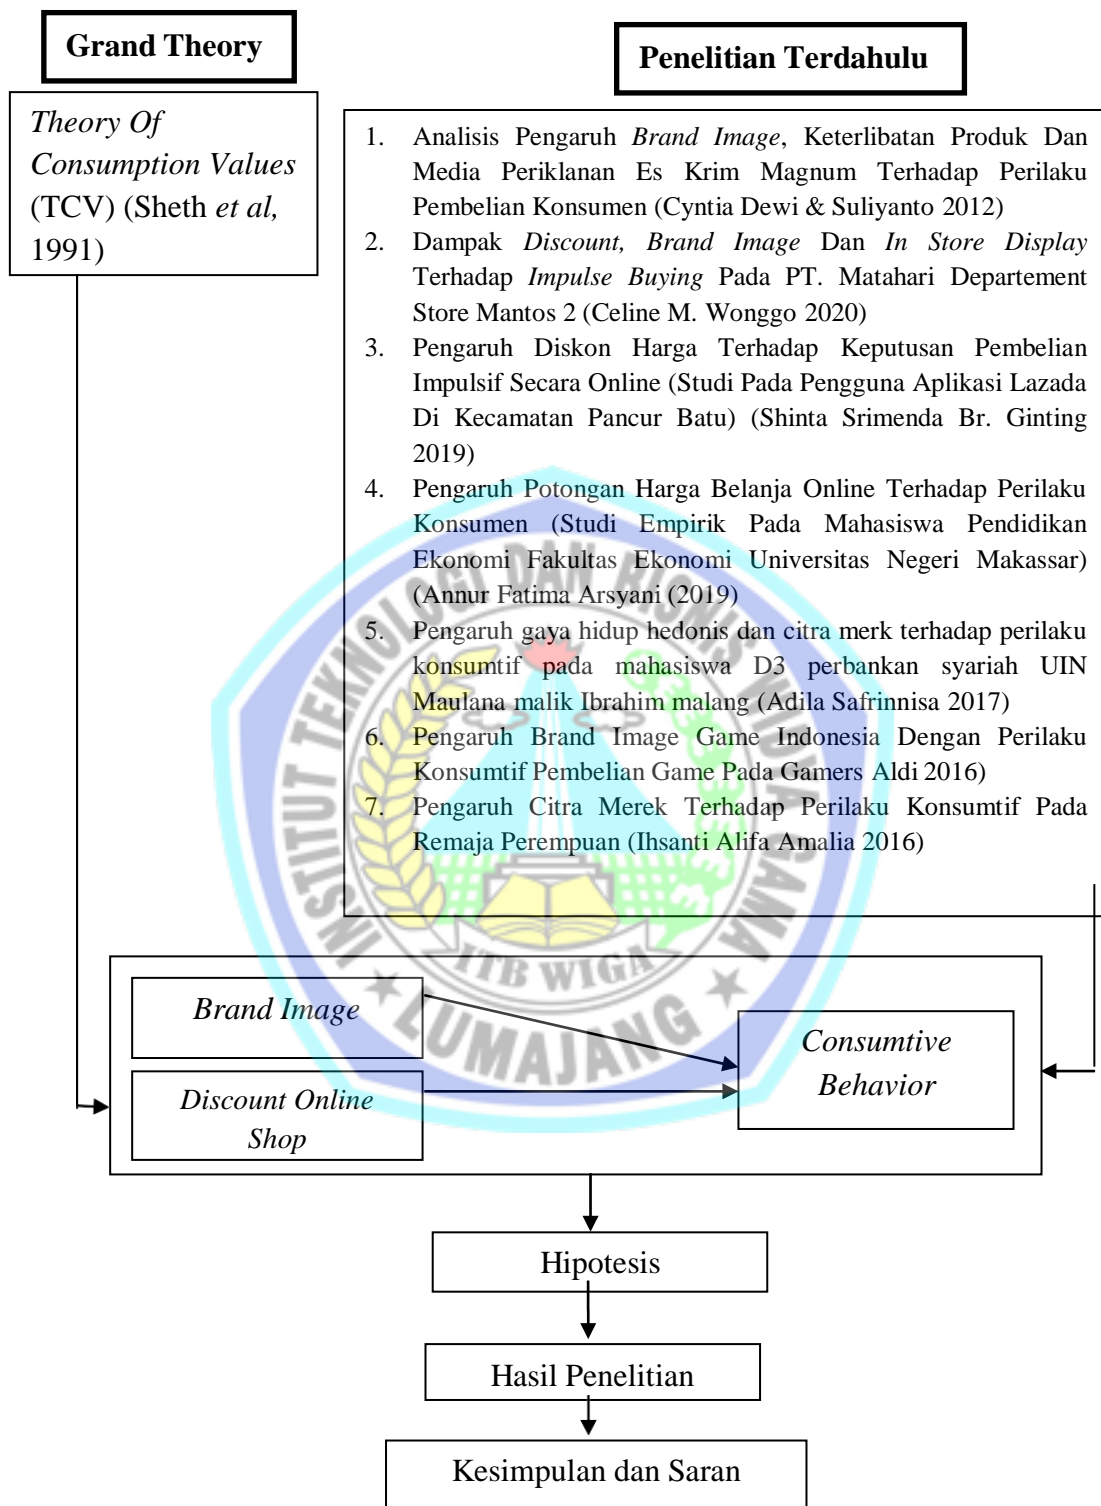 Grand Theory
Penelitian Terdahulu
Theory Of
Consumption Values
(TCV) (Sheth et al,
1991)
1. Analisis Pengaruh Brand Image, Keterlibatan Produk Dan
Media Periklanan Es Krim Magnum Terhadap Perilaku
Pembelian Konsumen (Cyntia Dewi & Suliyanto 2012)
2. Dampak Discount, Brand Image Dan In Store Display
Terhadap Impulse Buying Pada PT. Matahari Departement
Store Mantos 2 (Celine M. Wonggo 2020)
3. Pengaruh Diskon Harga Terhadap Keputusan Pembelian
Impulsif Secara Online (Studi Pada Pengguna Aplikasi Lazada
Di Kecamatan Pancur Batu) (Shinta Srimenda Br. Ginting
2019)
4. Pengaruh Potongan Harga Belanja Online Terhadap Perilaku
Konsumen (Studi Empirik Pada Mahasiswa Pendidikan
Ekonomi Fakultas Ekonomi Universitas Negeri Makassar)
(Annur Fatima Arsyani (2019)
5. Pengaruh gaya hidup hedonis dan citra merk terhadap perilaku
konsumtif pada mahasiswa D3 perbankan syariah UIN
Maulana malik Ibrahim malang (Adila Safrinnisa 2017)
6. Pengaruh Brand Image Game Indonesia Dengan Perilaku
Konsumtif Pembelian Game Pada Gamers Aldi 2016)
7. Pengaruh Citra Merek Terhadap Perilaku Konsumtif Pada
Remaja Perempuan (Ihsanti Alifa Amalia 2016)
INSTITUT TEKNOLOGI DAN BISNIS WIDYA GAMA
ITB WIGA
LUMAJANG
Brand Image
Discount Online
Shop
Consumtive
Behavior
Hipotesis
Hasil Penelitian
Kesimpulan dan Saran